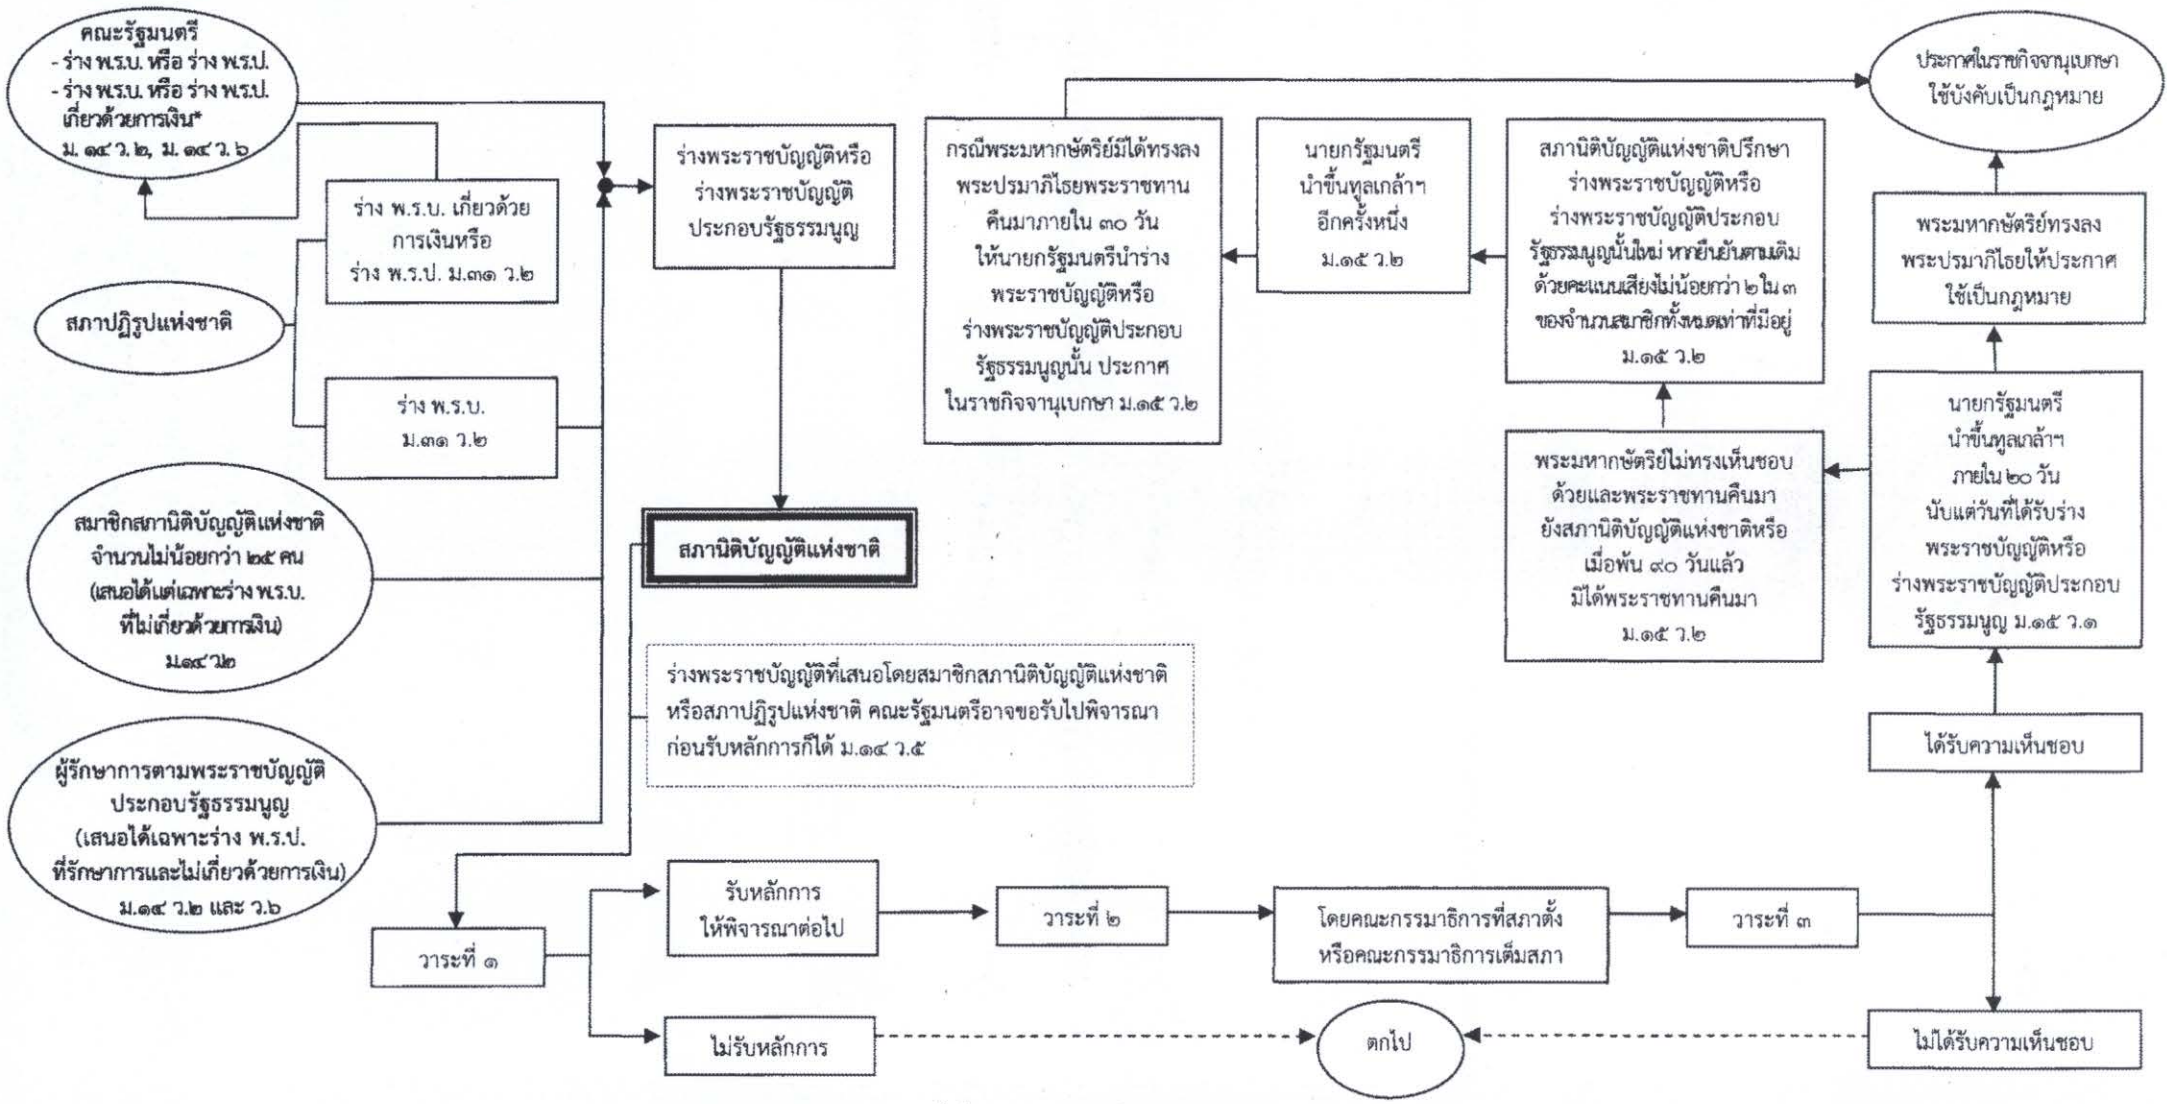 คณะรัฐมนตรี
- ร่าง พ.ร.บ. หรือ ร่าง พ.ร.ป.
- ร่าง พ.ร.บ. หรือ ร่าง พ.ร.ป.
เกี่ยวด้วยการเงิน*
ม. ๑๔ ว. ๒, ม. ๑๔ ว. ๖
ร่าง พ.ร.บ. เกี่ยวด้วย
การเงินหรือ
ร่าง พ.ร.ป. ม.๓๑ ว.๒
สภาปฏิรูปแห่งชาติ
ร่าง พ.ร.บ.
ม.๓๑ ว.๒
สมาชิกสภานิติบัญญัติแห่งชาติ
จำนวนไม่น้อยกว่า ๒๕ คน
(เสนอได้แต่เฉพาะร่าง พ.ร.บ.
ที่ไม่เกี่ยวด้วยการเงิน)
ม.๑๔ ว.๒
ผู้รักษาการตามพระราชบัญญัติ
ประกอบรัฐธรรมนูญ
(เสนอได้เฉพาะร่าง พ.ร.ป.
ที่รักษาการและไม่เกี่ยวด้วยการเงิน)
ม.๑๔ ว.๒ และ ว.๖
ร่างพระราชบัญญัติหรือ
ร่างพระราชบัญญัติ
ประกอบรัฐธรรมนูญ
สภานิติบัญญัติแห่งชาติ
ร่างพระราชบัญญัติที่เสนอโดยสมาชิกสภานิติบัญญัติแห่งชาติ
หรือสภาปฏิรูปแห่งชาติ คณะรัฐมนตรีอาจขอรับไปพิจารณา
ก่อนรับหลักการก็ได้ ม.๑๔ ว.๕
วาระที่ ๑
รับหลักการ
ให้พิจารณาต่อไป
ไม่รับหลักการ
วาระที่ ๒
โดยคณะกรรมาธิการที่สภาตั้ง
หรือคณะกรรมาธิการเต็มสภา
วาระที่ ๓
ตกไป
ไม่ได้รับความเห็นชอบ
ได้รับความเห็นชอบ
นายกรัฐมนตรี
นำขึ้นทูลเกล้าฯ
ภายใน ๒๐ วัน
นับแต่วันที่ได้รับร่าง
พระราชบัญญัติหรือ
ร่างพระราชบัญญัติประกอบ
รัฐธรรมนูญ ม.๑๕ ว.๑
พระมหากษัตริย์ทรงลง
พระปรมาภิไธยให้ประกาศ
ใช้เป็นกฎหมาย
ประกาศในราชกิจจานุเบกษา
ใช้บังคับเป็นกฎหมาย
พระมหากษัตริย์ไม่ทรงเห็นชอบ
ด้วยและพระราชทานคืนมา
ยังสภานิติบัญญัติแห่งชาติหรือ
เมื่อพ้น ๙๐ วันแล้ว
มิได้พระราชทานคืนมา
ม.๑๕ ว.๒
สภานิติบัญญัติแห่งชาติปรึกษา
ร่างพระราชบัญญัติหรือ
ร่างพระราชบัญญัติประกอบ
รัฐธรรมนูญนั้นใหม่ หากยืนยันตามเดิม
ด้วยคะแนนเสียงไม่น้อยกว่า ๒ ใน ๓
ของจำนวนสมาชิกทั้งหมดเท่าที่มีอยู่
ม.๑๕ ว.๒
นายกรัฐมนตรี
นำขึ้นทูลเกล้าฯ
อีกครั้งหนึ่ง
ม.๑๕ ว.๒
กรณีพระมหากษัตริย์มิได้ทรงลง
พระปรมาภิไธยพระราชทาน
คืนมาภายใน ๓๐ วัน
ให้นายกรัฐมนตรีนำร่าง
พระราชบัญญัติหรือ
ร่างพระราชบัญญัติประกอบ
รัฐธรรมนูญนั้น ประกาศ
ในราชกิจจานุเบกษา ม.๑๕ ว.๒